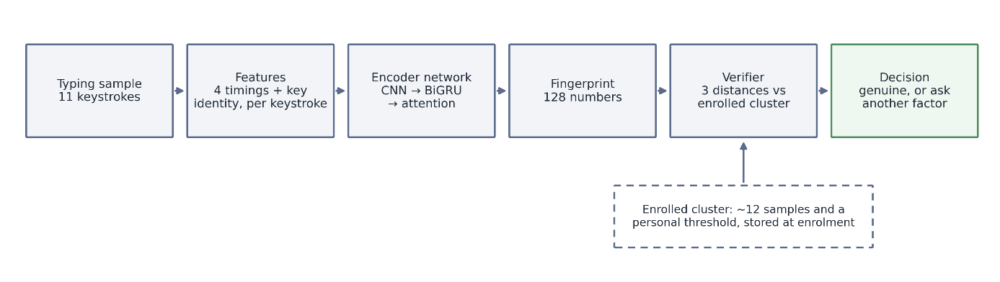 Typing sample
11 keystrokes
Features
4 timings + key
identity, per keystroke
Encoder network
CNN → BiGRU
→ attention
Fingerprint
128 numbers
Verifier
3 distances vs
enrolled cluster
Decision
genuine, or ask
another factor
Enrolled cluster: ~12 samples and a
personal threshold, stored at enrolment